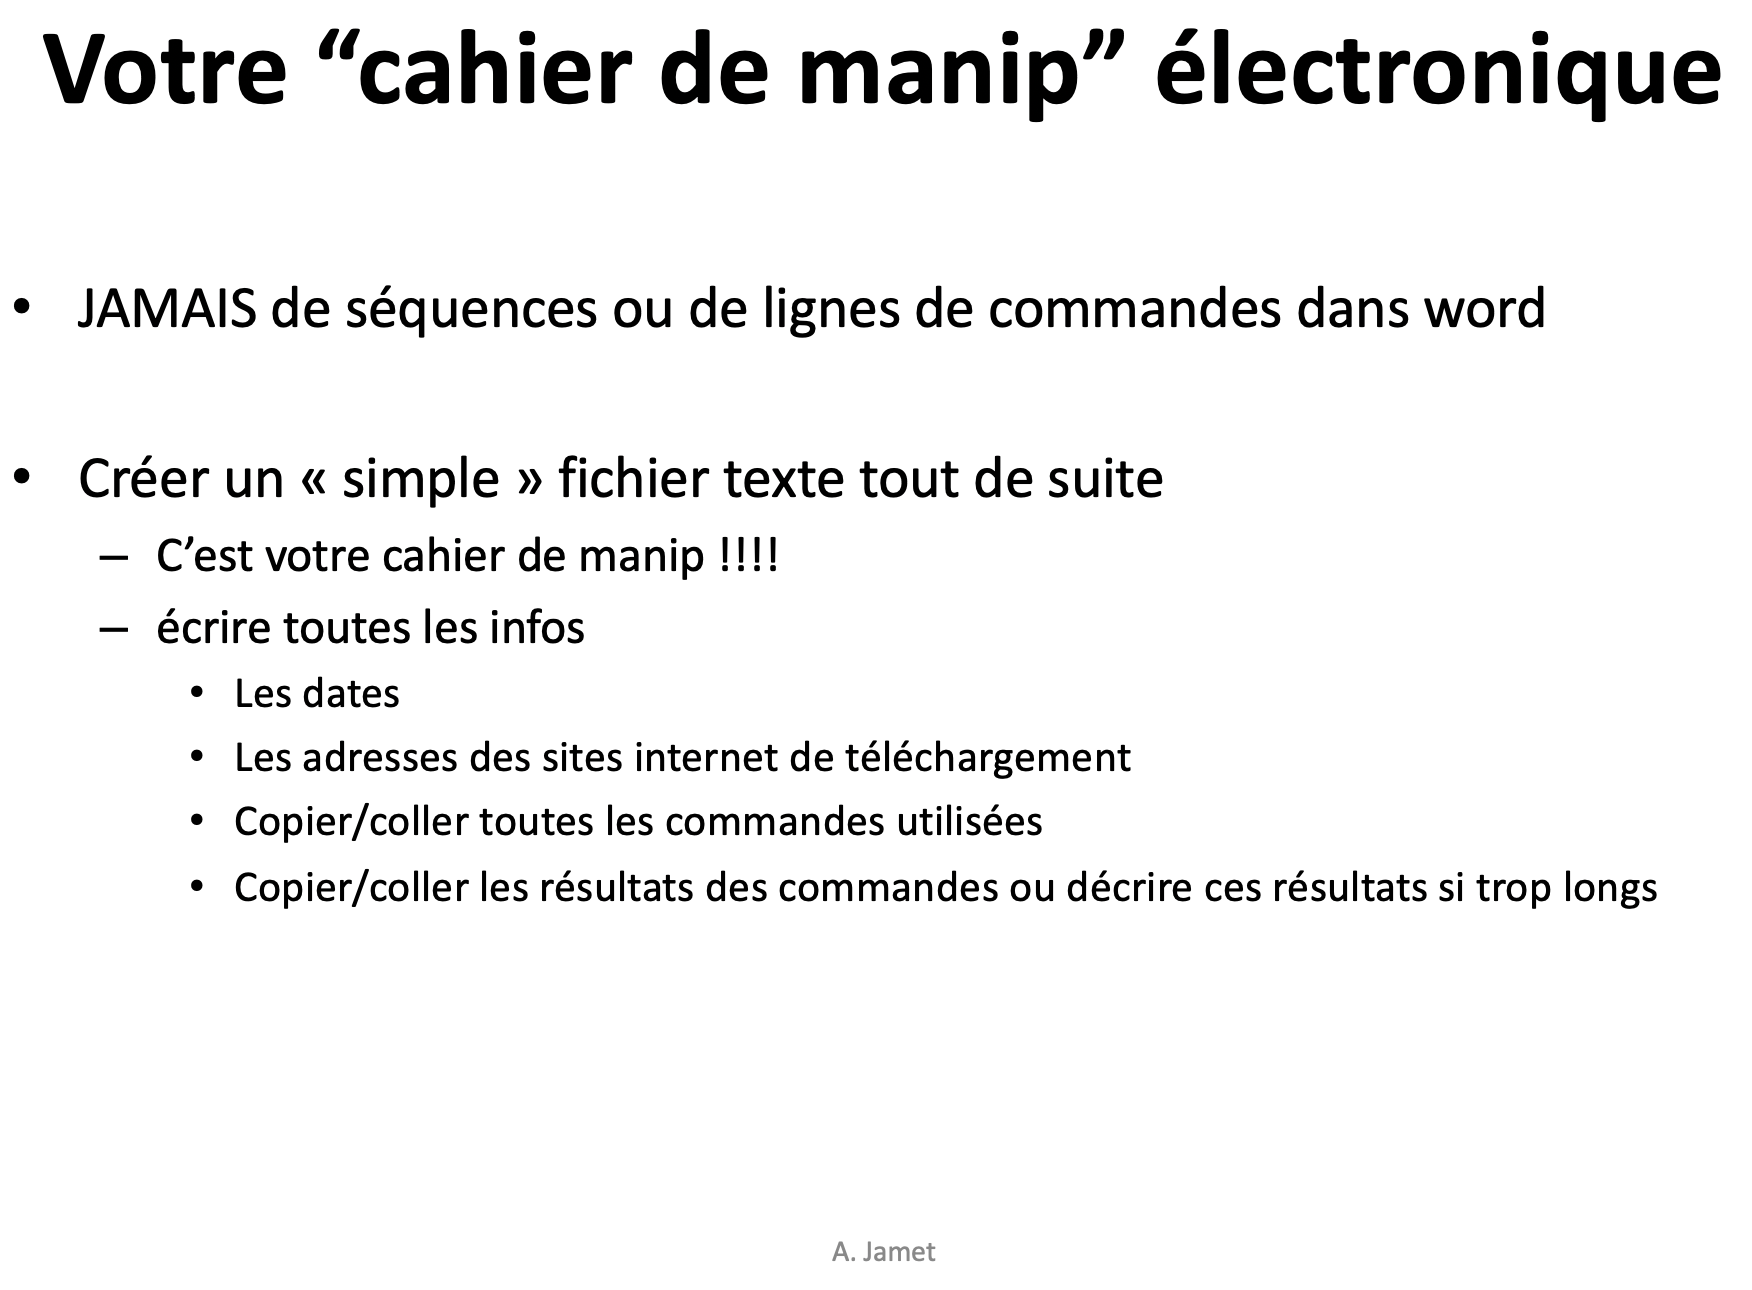 Votre “cahier de manip” électronique
• JAMAIS de séquences ou de lignes de commandes dans word
• Créer un « simple » fichier texte tout de suite
– C’est votre cahier de manip !!!!
– écrire toutes les infos
• Les dates
• Les adresses des sites internet de téléchargement
• Copier/coller toutes les commandes utilisées
• Copier/coller les résultats des commandes ou décrire ces résultats si trop longs
A. Jamet